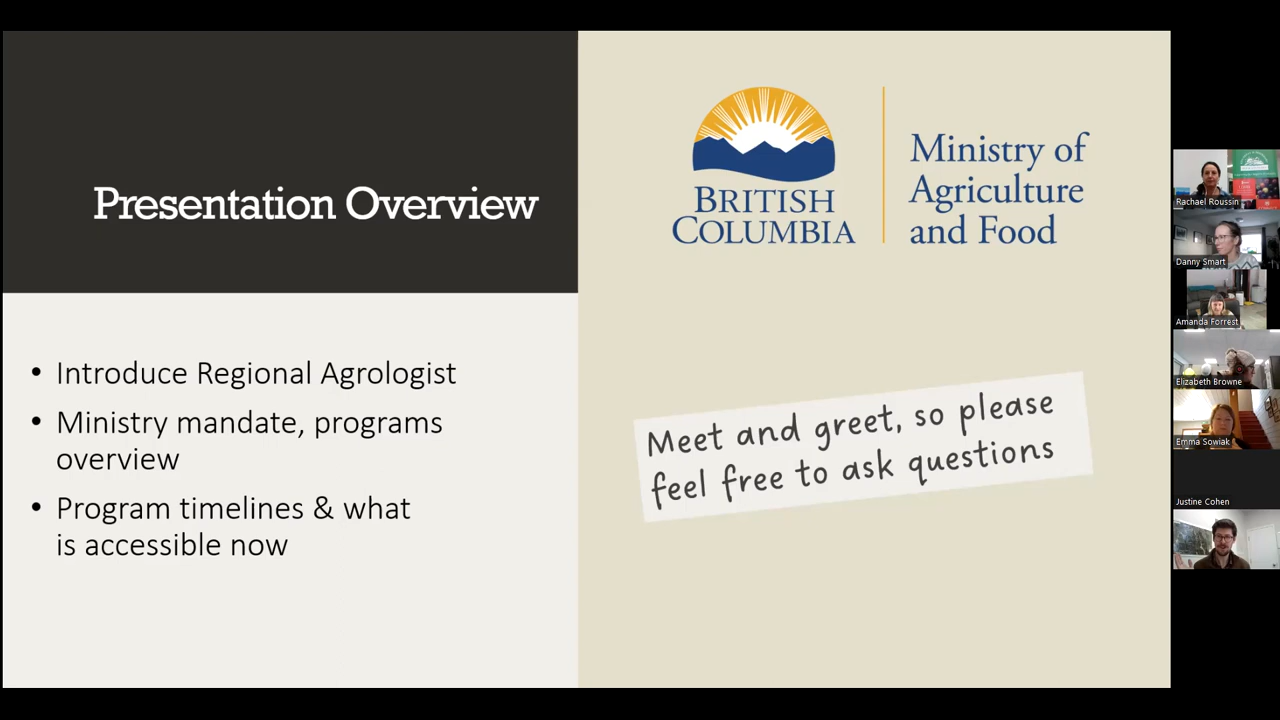 Presentation Overview
• Introduce Regional Agrologist
• Ministry mandate, programs
overview
• Program timelines & what
is accessible now
BRITISH
COLUMBIA
Ministry of
Agriculture
and Food
Meet and greet, so please
feel free to ask questions
Rachael Roussin
Danny Smart
Amanda Forrest
Elizabeth Browne
Emma Sowiak
Justine Cohen